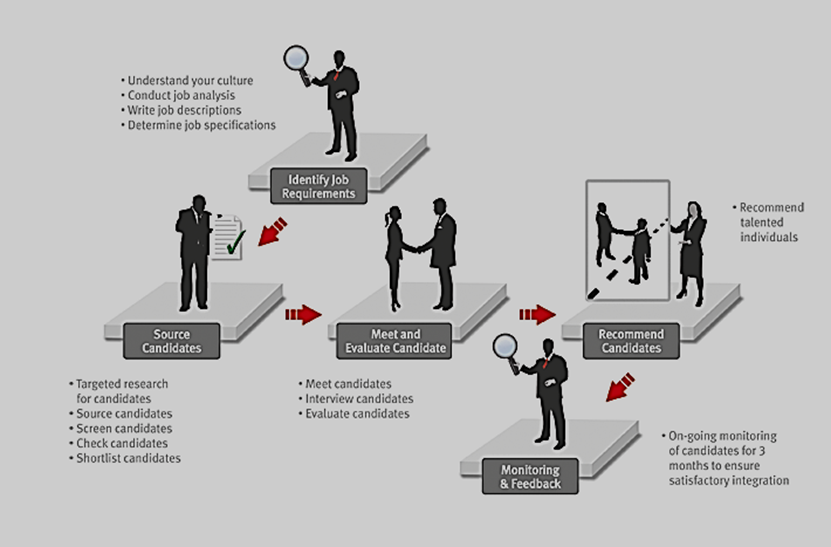 • Understand your culture
• Conduct job analysis
• Write job descriptions
• Determine job specifications
Identify Job
Requirements
Source
Candidates
• Targeted research
for candidates
• Source candidates
• Screen candidates
• Check candidates
• Shortlist candidates
Meet and
Evaluate Candidate
• Meet candidates
• Interview candidates
• Evaluate candidates
• Recommend
talented
individuals
Recommend
Candidates
Monitoring
& Feedback
• On-going monitoring
of candidates for 3
months to ensure
satisfactory integration